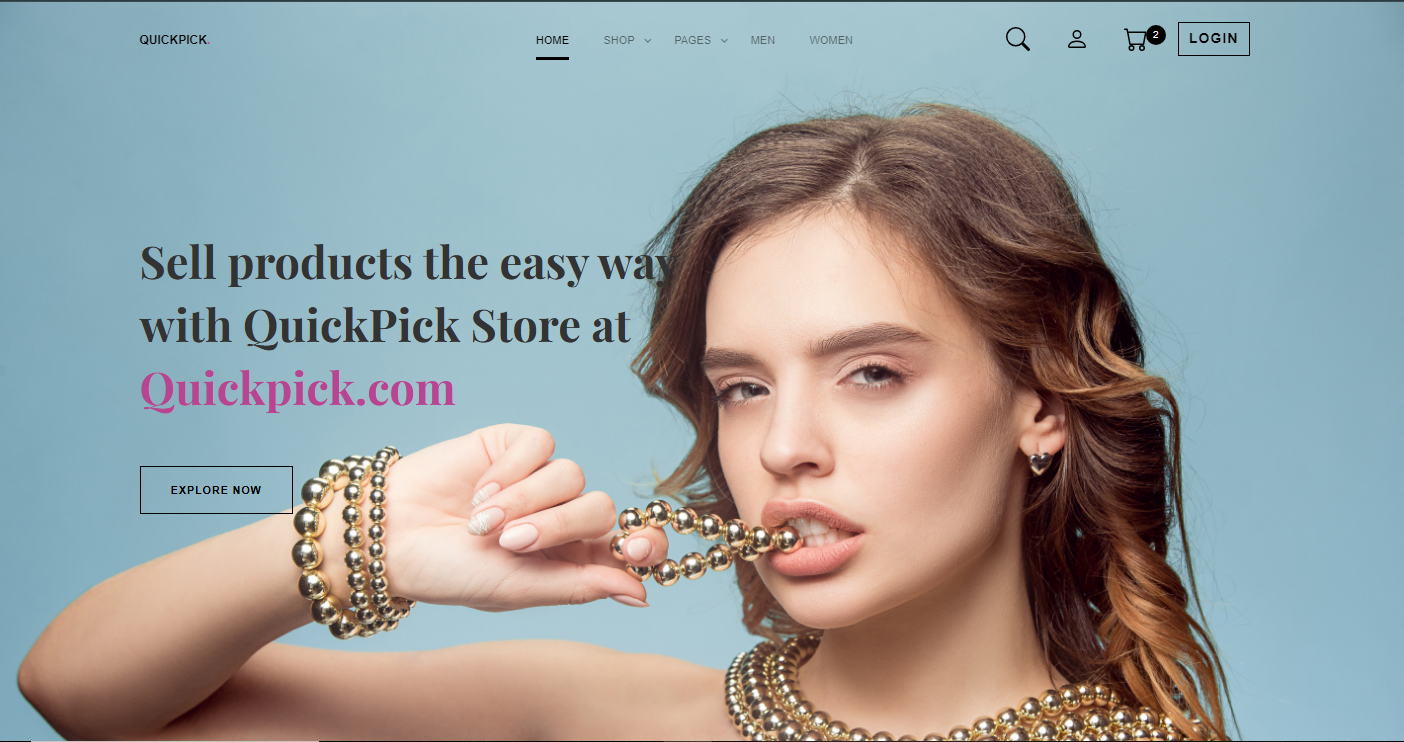 QUICKPICK.
HOME SHOP PAGES MEN WOMEN
2
LOGIN
Sell products the easy way
with QuickPick Store at
Quickpick.com
EXPLORE NOW